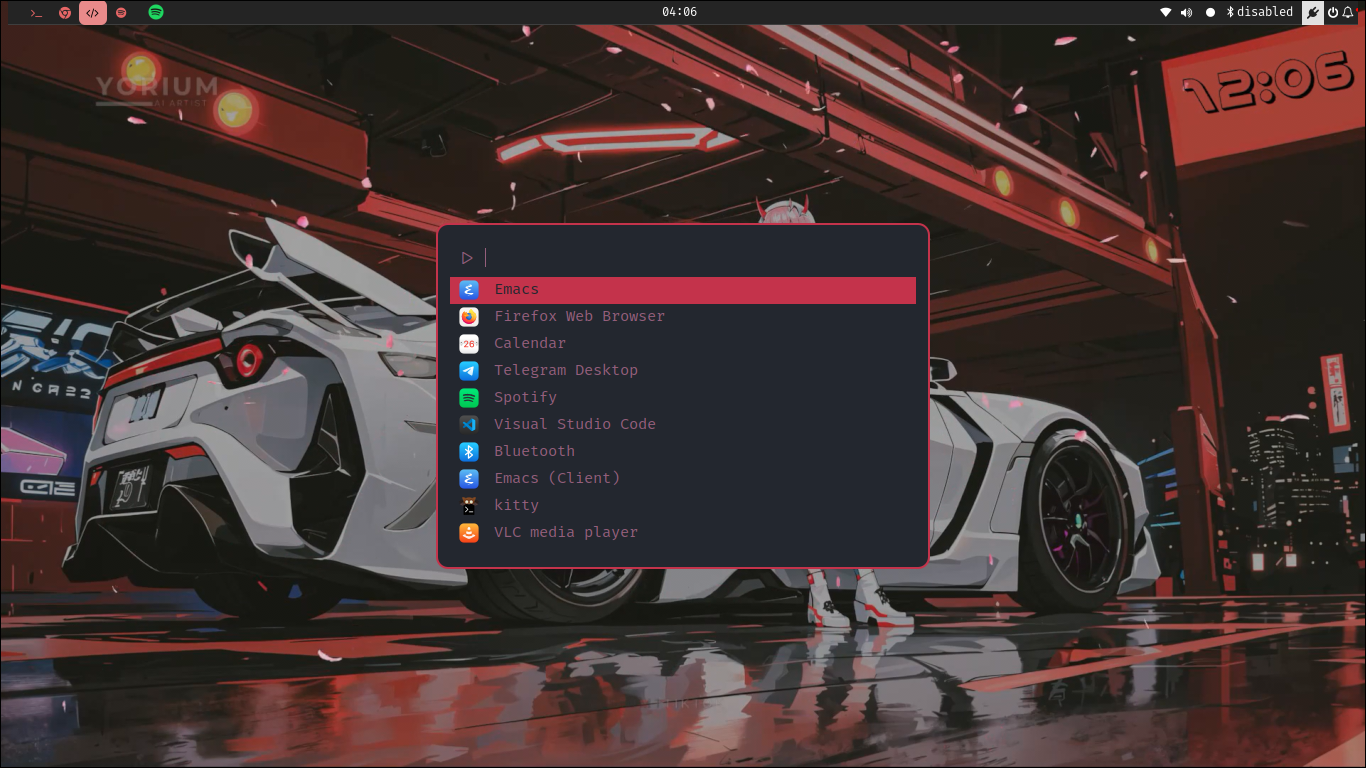 04:06
disabled
YORIUM
AI ARTIST
12:06
Emacs
Firefox Web Browser
26
Calendar
Telegram Desktop
Spotify
Visual Studio Code
Bluetooth
Emacs (Client)
kitty
VLC media player